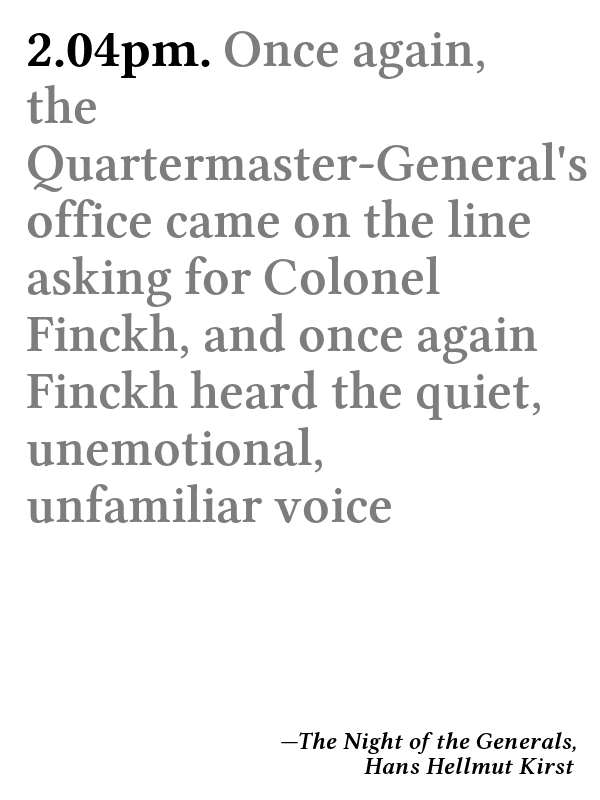 2.04pm. Once again,
the
Quartermaster-General's
office came on the line
asking for Colonel
Finckh, and once again
Finckh heard the quiet,
unemotional,
unfamiliar voice
—The Night of the Generals,
Hans Hellmut Kirst